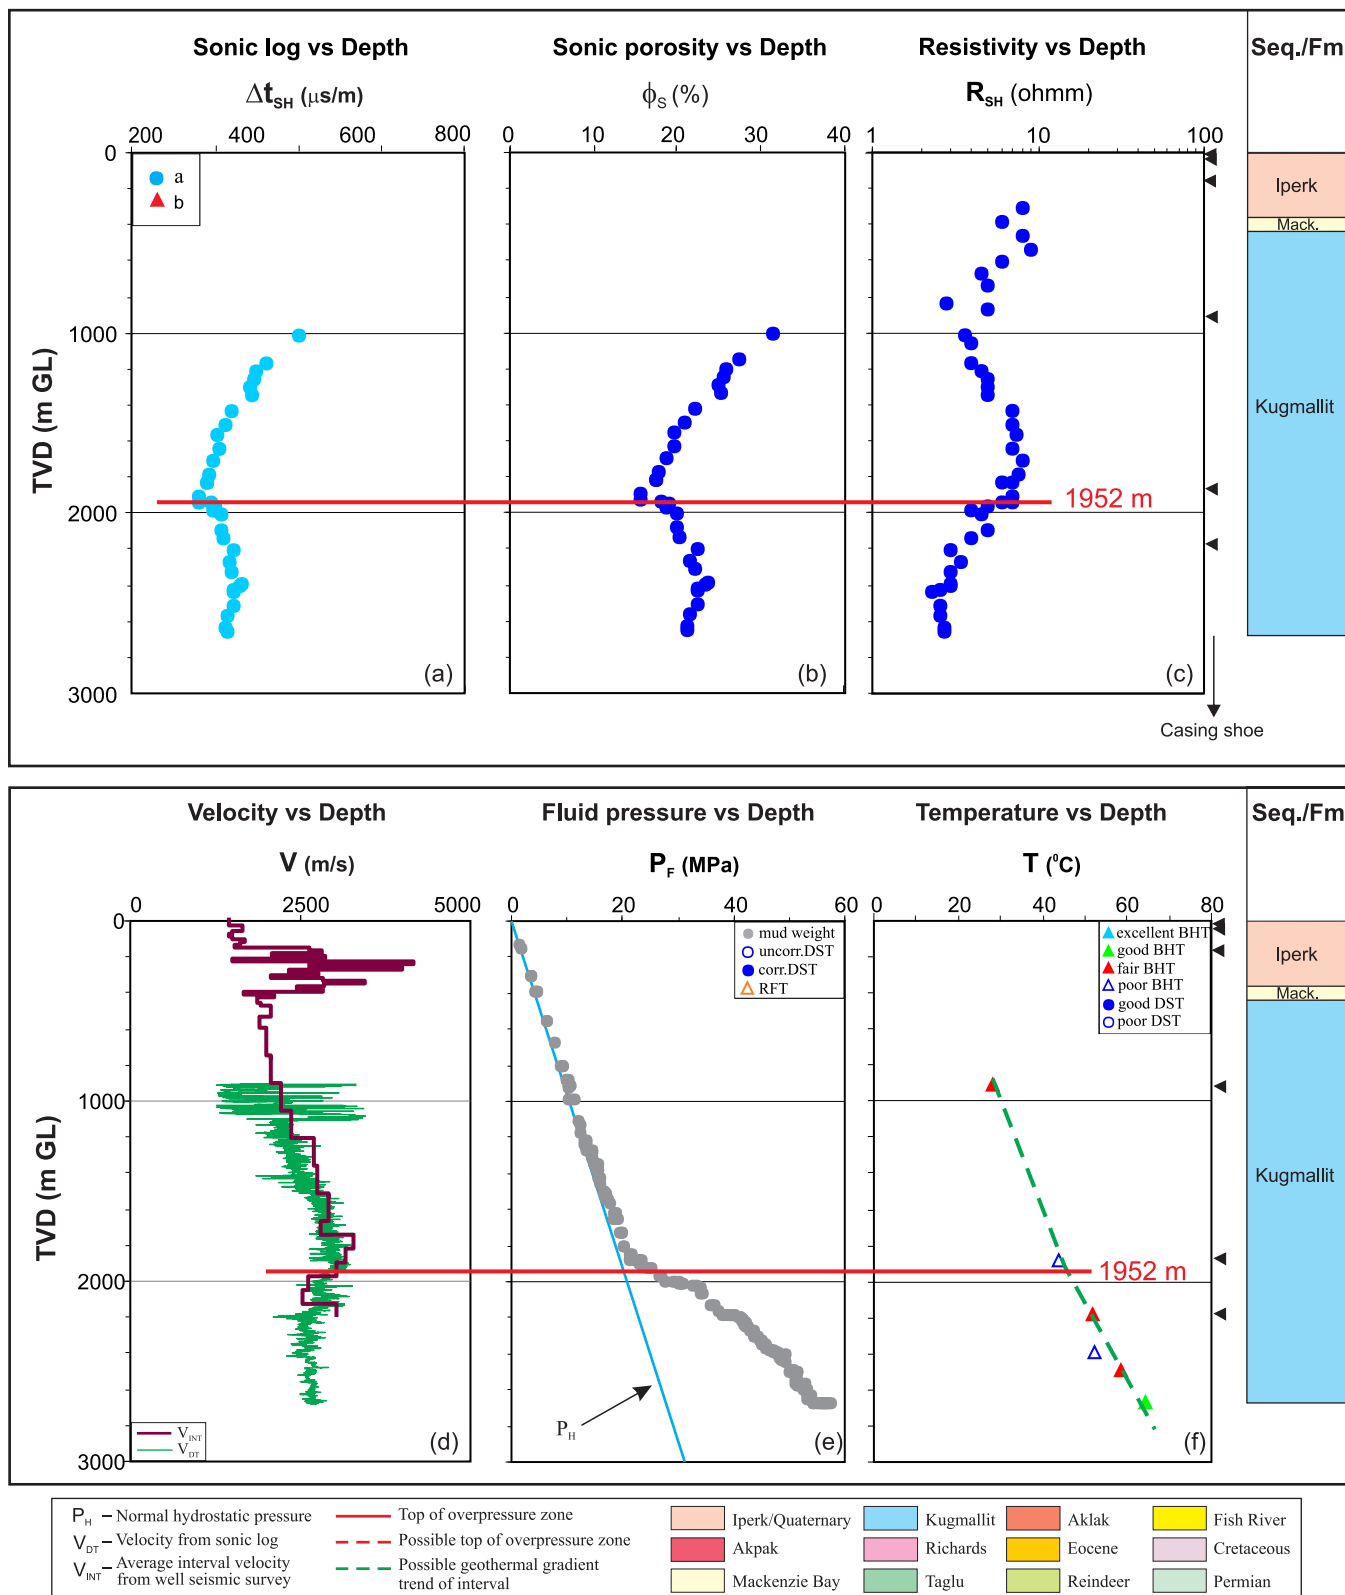 Sonic log vs Depth Sonic porosity vs Depth Resistivity vs Depth Seq./Fm
ΔtSH (μs/m) ϕS (%) RSH (ohmm)
200 400 600 800 0 10 20 30 40 1 10 100
0
a
b
Iperk
Mack.
1000
TVD (m GL)
Kugmallit
1952 m
2000
(a) (b) (c)
3000
Casing shoe
Velocity vs Depth Fluid pressure vs Depth Temperature vs Depth Seq./Fm
V (m/s) PF (MPa) T (⁰C)
0 2500 5000 0 20 40 60 0 20 40 60 80
0
mud weight
uncorr.DST
corr.DST
RFT
excellent BHT
good BHT
fair BHT
poor BHT
good DST
poor DST
Iperk
Mack.
1000
TVD (m GL)
Kugmallit
1952 m
2000
PH
VINT
VDT
(d) (e) (f)
3000
PH – Normal hydrostatic pressure
VDT – Velocity from sonic log
VINT – Average interval velocity
from well seismic survey
Top of overpressure zone
Possible top of overpressure zone
Possible geothermal gradient
trend of interval
Iperk/Quaternary Kugmallit Aklak Fish River
Akpak Richards Eocene Cretaceous
Mackenzie Bay Taglu Reindeer Permian